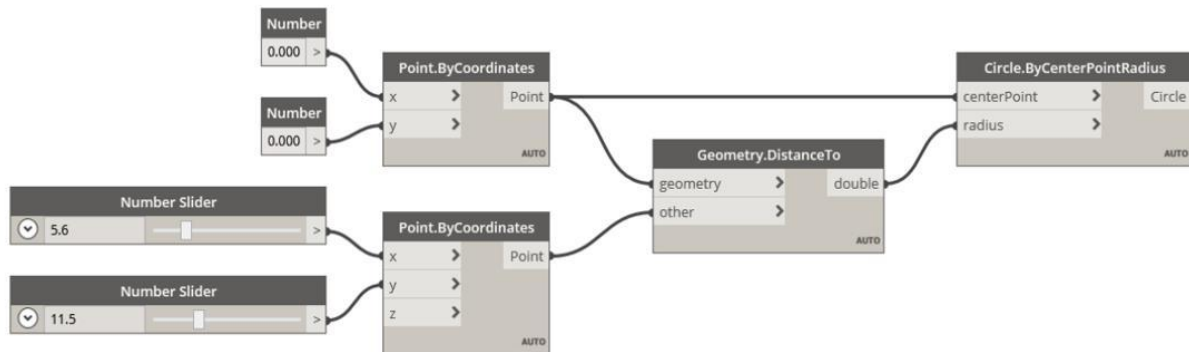 Number
0.000 >
Number
0.000 >
Point.ByCoordinates
x > Point
y >
AUTO
Circle.ByCenterPointRadius
centerPoint > Circle
radius >
AUTO
Geometry.DistanceTo
geometry > double
other >
AUTO
Number Slider
5.6 >
Number Slider
11.5 >
Point.ByCoordinates
x > Point
y >
z >
AUTO